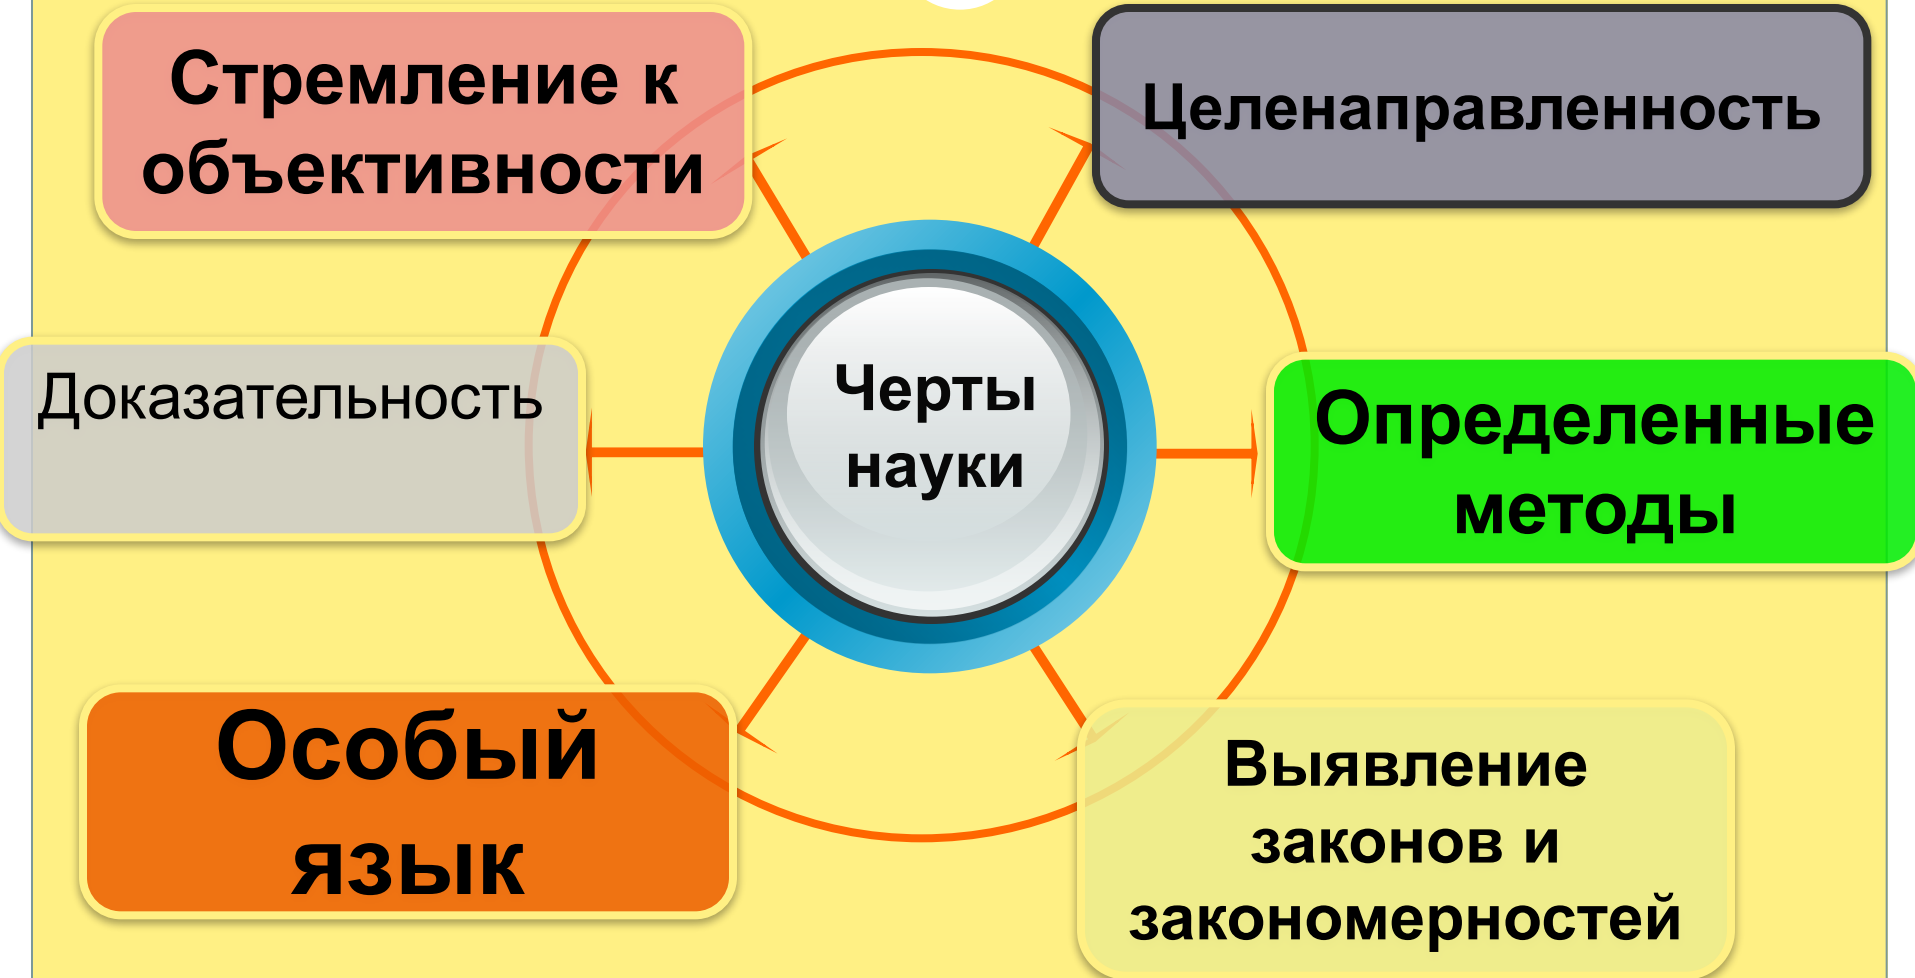 Стремление к
объективности
Целенаправленность
Доказательность
Черты
науки
Определенные
методы
Особый
язык
Выявление
законов и
закономерностей